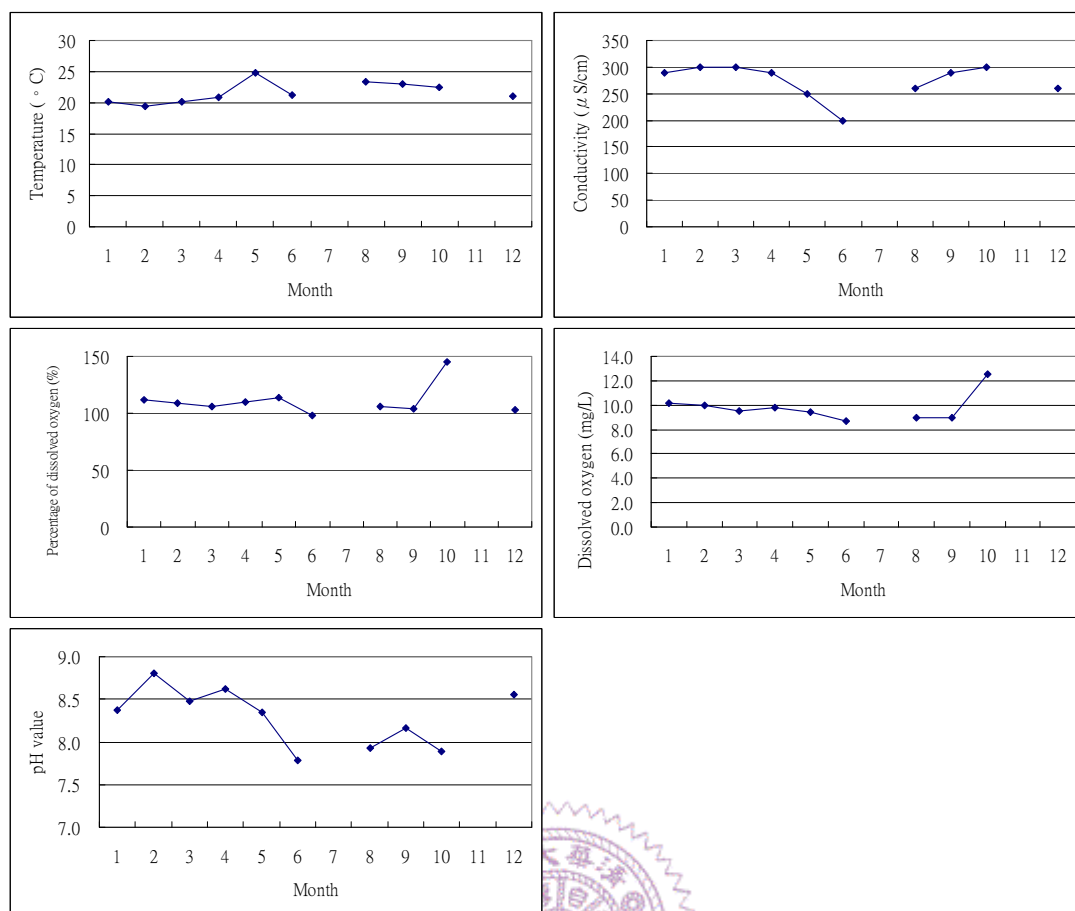 Temperature (∘C)
30
25
20
15
10
5
0
1 2 3 4 5 6 7 8 9 10 11 12
Month
Conductivity (μS/cm)
350
300
250
200
150
100
50
0
1 2 3 4 5 6 7 8 9 10 11 12
Month
Percentage of dissolved oxygen (%)
150
100
50
0
1 2 3 4 5 6 7 8 9 10 11 12
Month
Dissolved oxygen (mg/L)
14.0
12.0
10.0
8.0
6.0
4.0
2.0
0.0
1 2 3 4 5 6 7 8 9 10 11 12
Month
pH value
9.0
8.5
8.0
7.5
7.0
1 2 3 4 5 6 7 8 9 10 11 12
Month
大華清